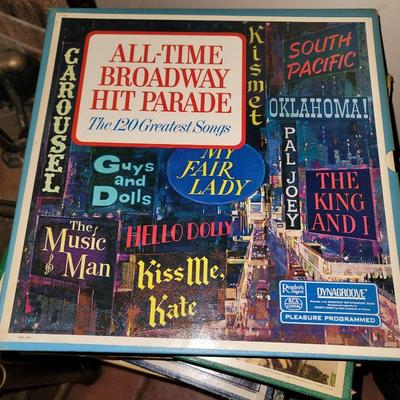 ALL-TIME
BROADWAY
HIT PARADE
The 120 Greatest Songs
CAROUSEL
Kismet
SOUTH
PACIFIC
OKLAHOMA!
PAL JOEY
MY
FAIR
LADY
Guys
and
Dolls
THE
KING
AND I
The
Music
Man
HELLO DOLLY
Kiss Me,
Kate
Reader's
Digest
RCA
DYNAGROOVE
PLEASURE PROGRAMMED